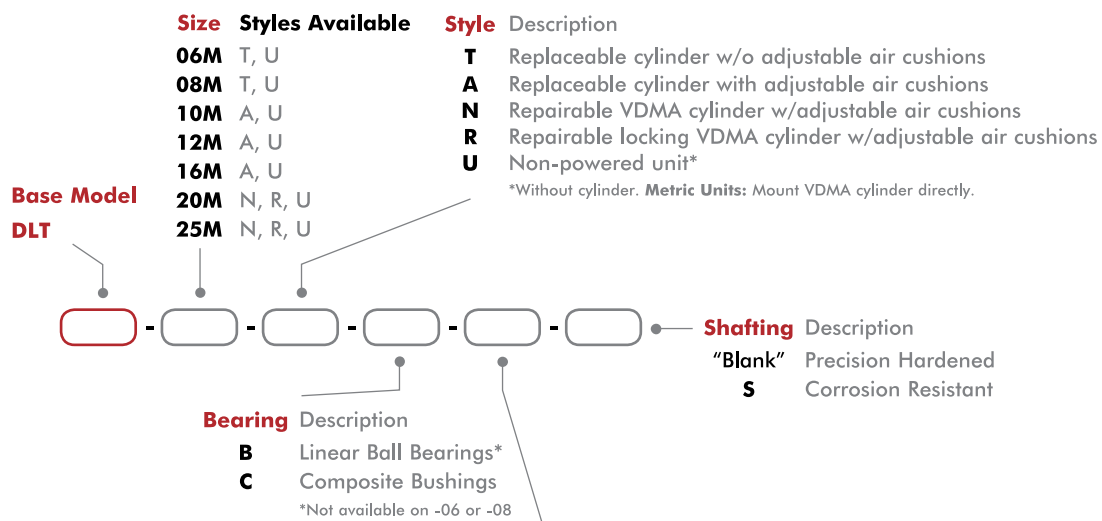 Size Styles Available
06M T, U
08M T, U
10M A, U
12M A, U
16M A, U
20M N, R, U
25M N, R, U
Style Description
T Replaceable cylinder w/o adjustable air cushions
A Replaceable cylinder with adjustable air cushions
N Repairable VDMA cylinder w/adjustable air cushions
R Repairable locking VDMA cylinder w/adjustable air cushions
U Non-powered unit*
*Without cylinder. Metric Units: Mount VDMA cylinder directly.
Base Model
DLT
- - - - -
Shafting Description
"Blank" Precision Hardened
S Corrosion Resistant
Bearing Description
B Linear Ball Bearings*
C Composite Bushings
*Not available on -06 or -08